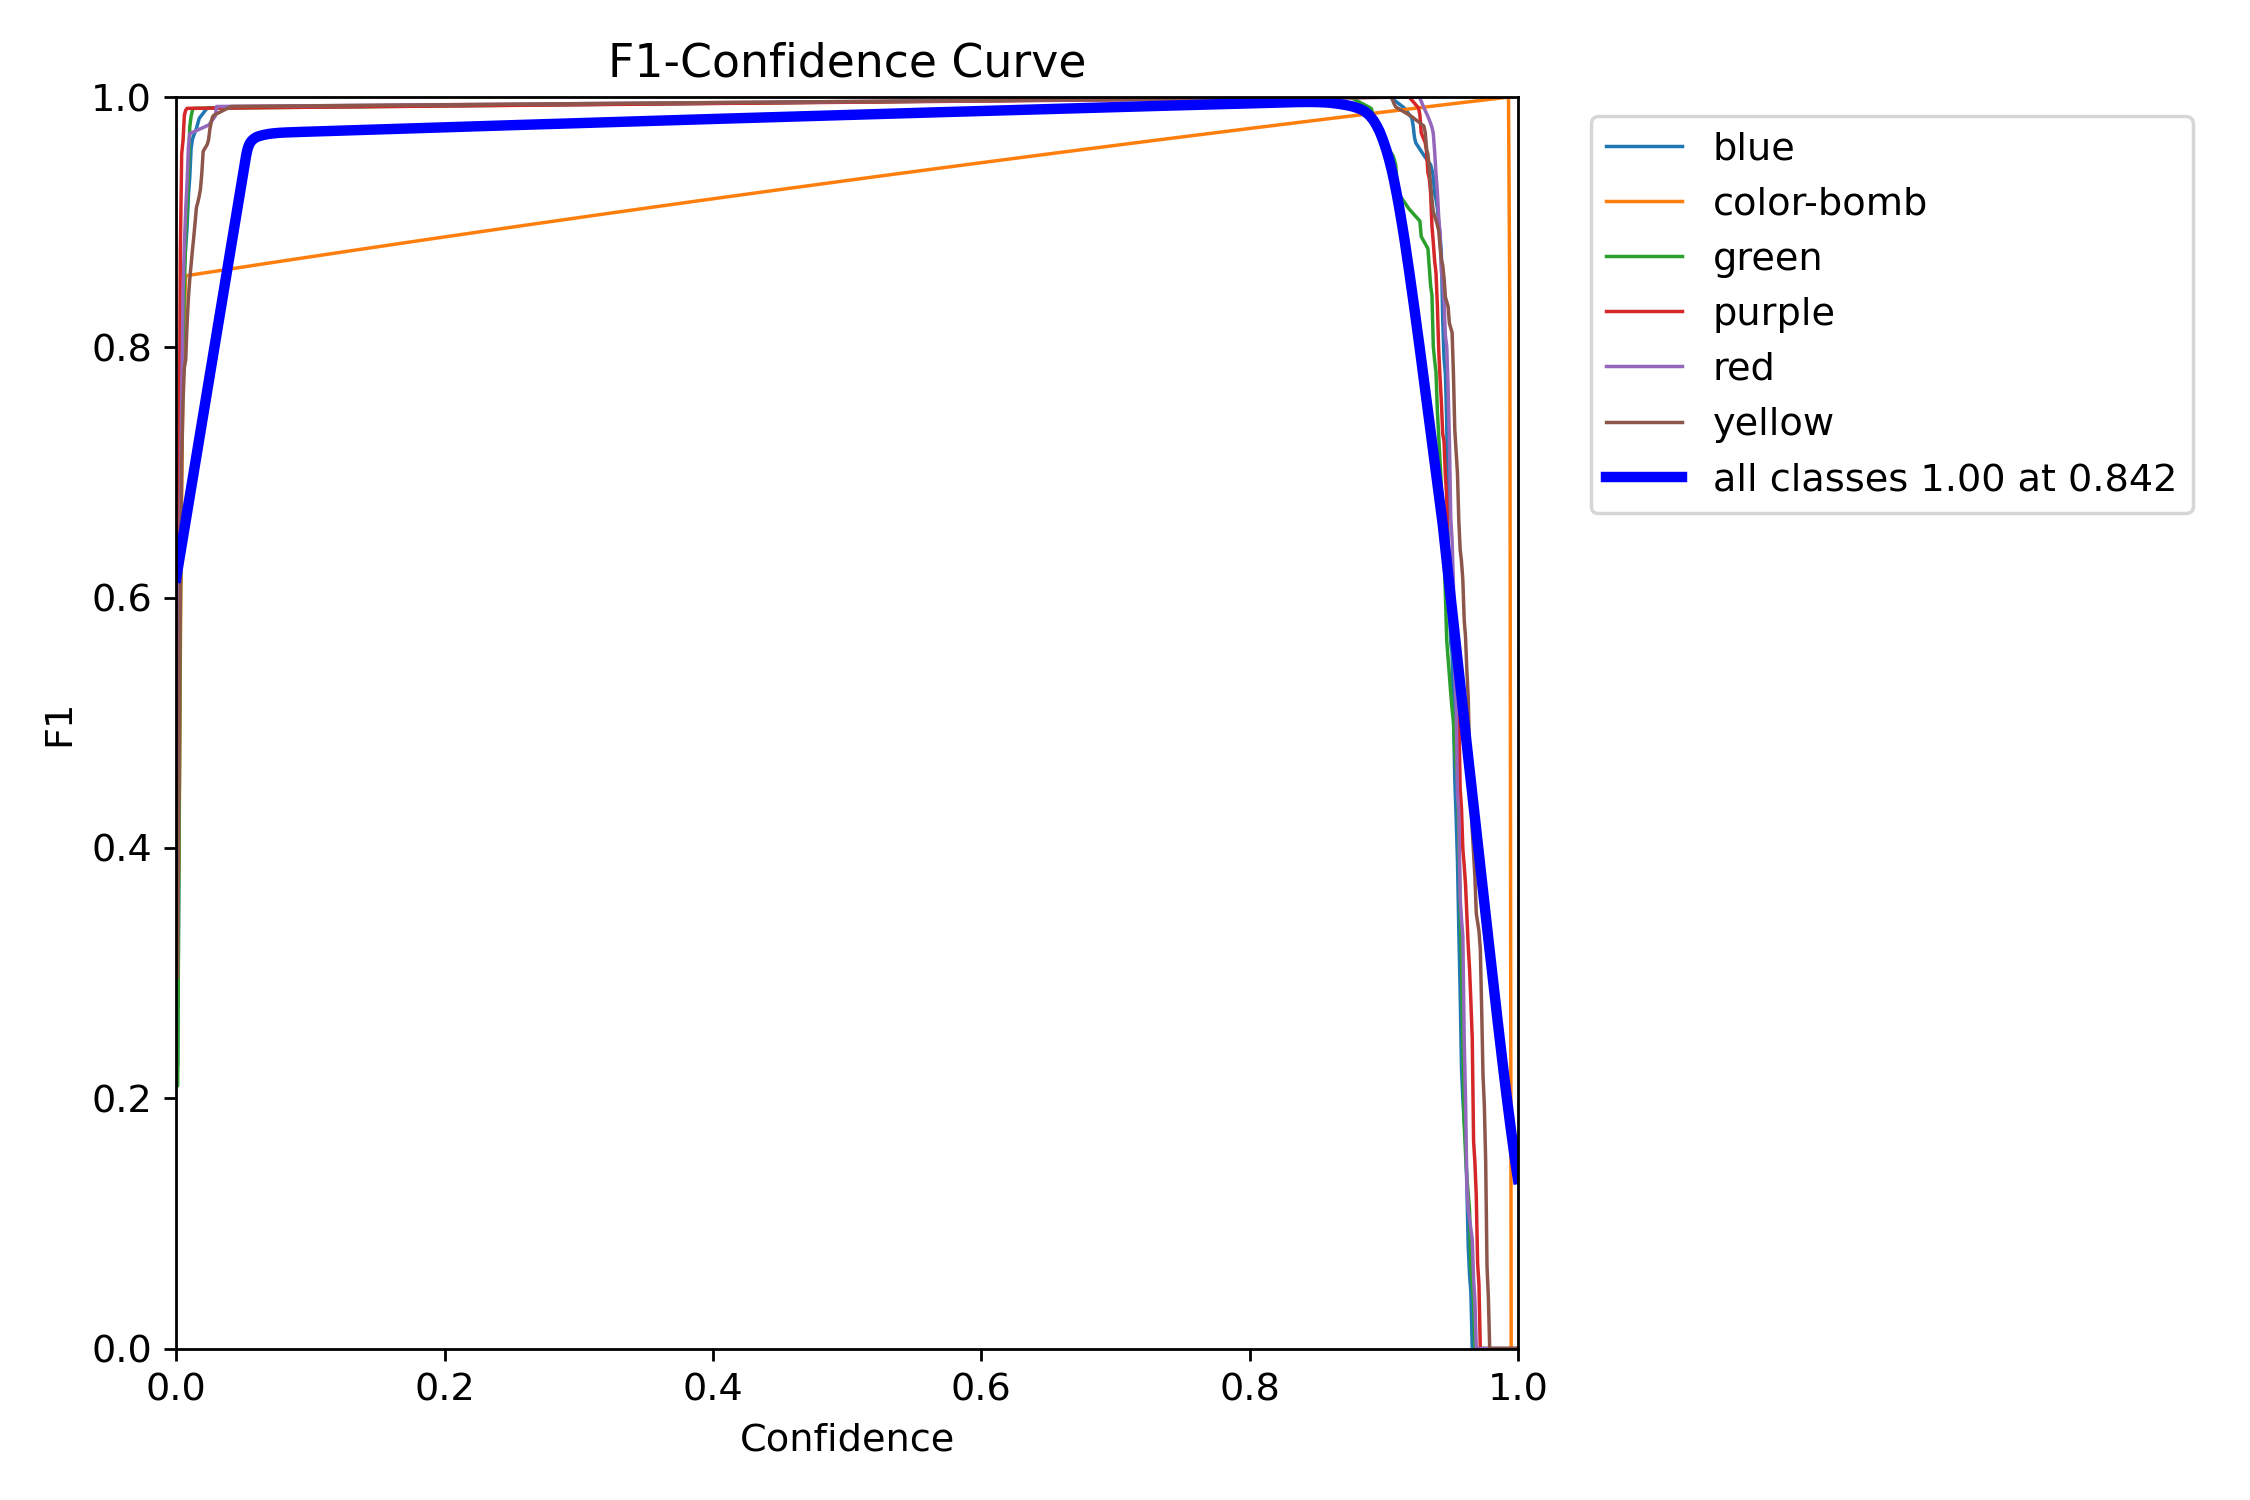 F1-Confidence Curve
1.0
0.8
0.6
0.4
0.2
0.0
F1
0.0 0.2 0.4 0.6 0.8 1.0
Confidence
blue
color-bomb
green
purple
red
yellow
all classes 1.00 at 0.842